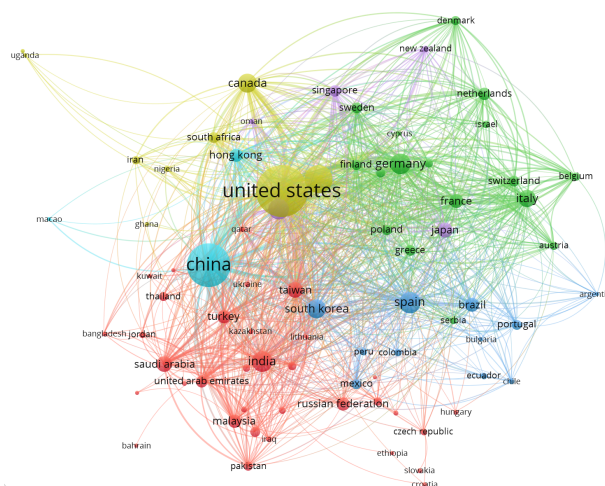 denmark
new zealand
uganda
canada
singapore
netherlands
sweden
oman
israel
south africa
cyprus
hong kong
iran
nigeria
finland
germany
switzerland
belgium
united states
italy
france
macao
ghana
qatar
poland
japan
austria
greece
china
kuwait
ukraine
taiwan
thailand
spain
brazil
argenti
south korea
turkey
serbia
portugal
bangladesh
jordan
kazakhstan
lithuania
bulgaria
peru
colombia
saudi arabia
india
united arab emirates
mexico
ecuador
chile
russian federation
hungary
malaysia
czech republic
bahrain
iraq
ethiopia
pakistan
slovakia
croatia